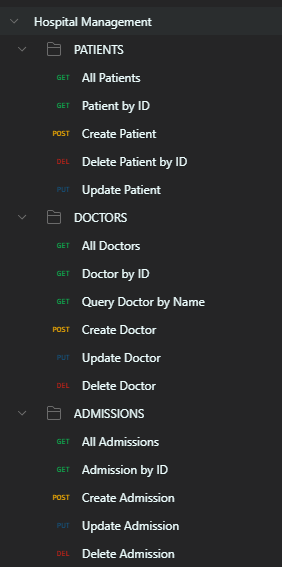 Hospital Management
PATIENTS
GET All Patients
GET Patient by ID
POST Create Patient
DEL Delete Patient by ID
PUT Update Patient
DOCTORS
GET All Doctors
GET Doctor by ID
GET Query Doctor by Name
POST Create Doctor
PUT Update Doctor
DEL Delete Doctor
ADMISSIONS
GET All Admissions
GET Admission by ID
POST Create Admission
PUT Update Admission
DEL Delete Admission